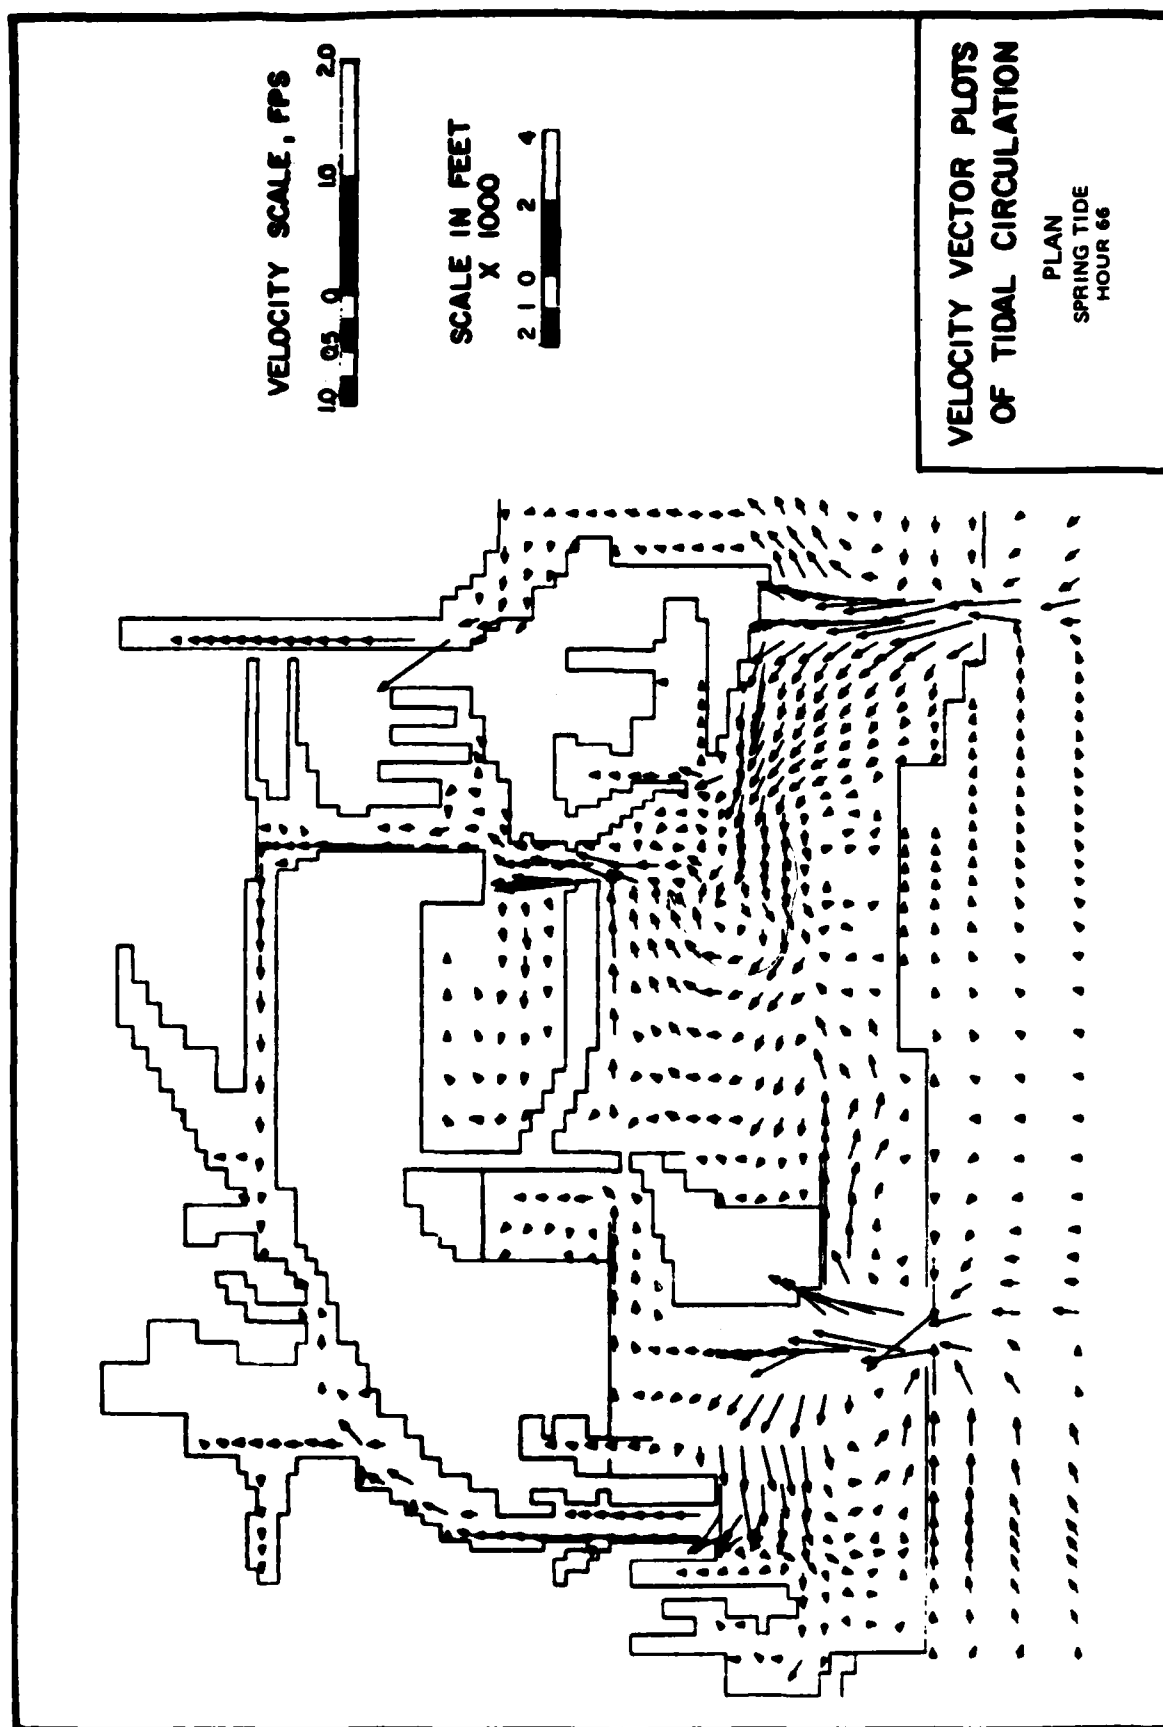 VELOCITY SCALE, FPS
1.0 0.5 0 1.0 2.0
SCALE IN FEET
X 1000
2 1 0 2 4
VELOCITY VECTOR PLOTS
OF TIDAL CIRCULATION
PLAN
SPRING TIDE
HOUR 66